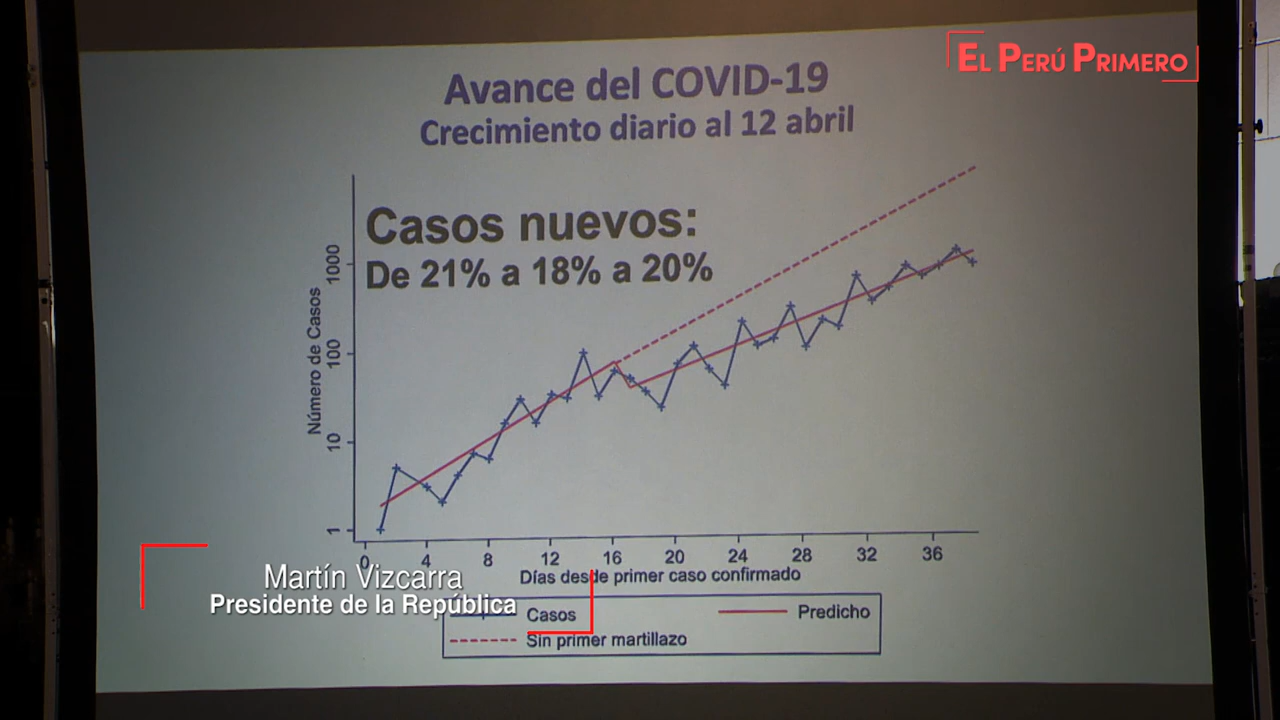 EL PERÚ PRIMERO
Avance del COVID-19
Crecimiento diario al 12 abril
Casos nuevos:
De 21% a 18% a 20%
Número de Casos
1000
100
10
1
0 4 8 12 16 20 24 28 32 36
Días desde primer caso confirmado
Casos
Predicho
Sin primer martillazo
Martín Vizcarra
Presidente de la República